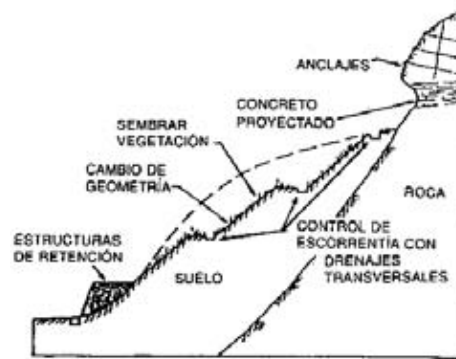 ANCLAJES
CONCRETO
PROYECTADO
SEMBRAR
VEGETACIÓN
CAMBIO DE
GEOMETRÍA
ROCA
ESTRUCTURAS
DE RETENCIÓN
SUELO
CONTROL DE
ESCORRENTÍA CON
DRENAJES
TRANSVERSALES